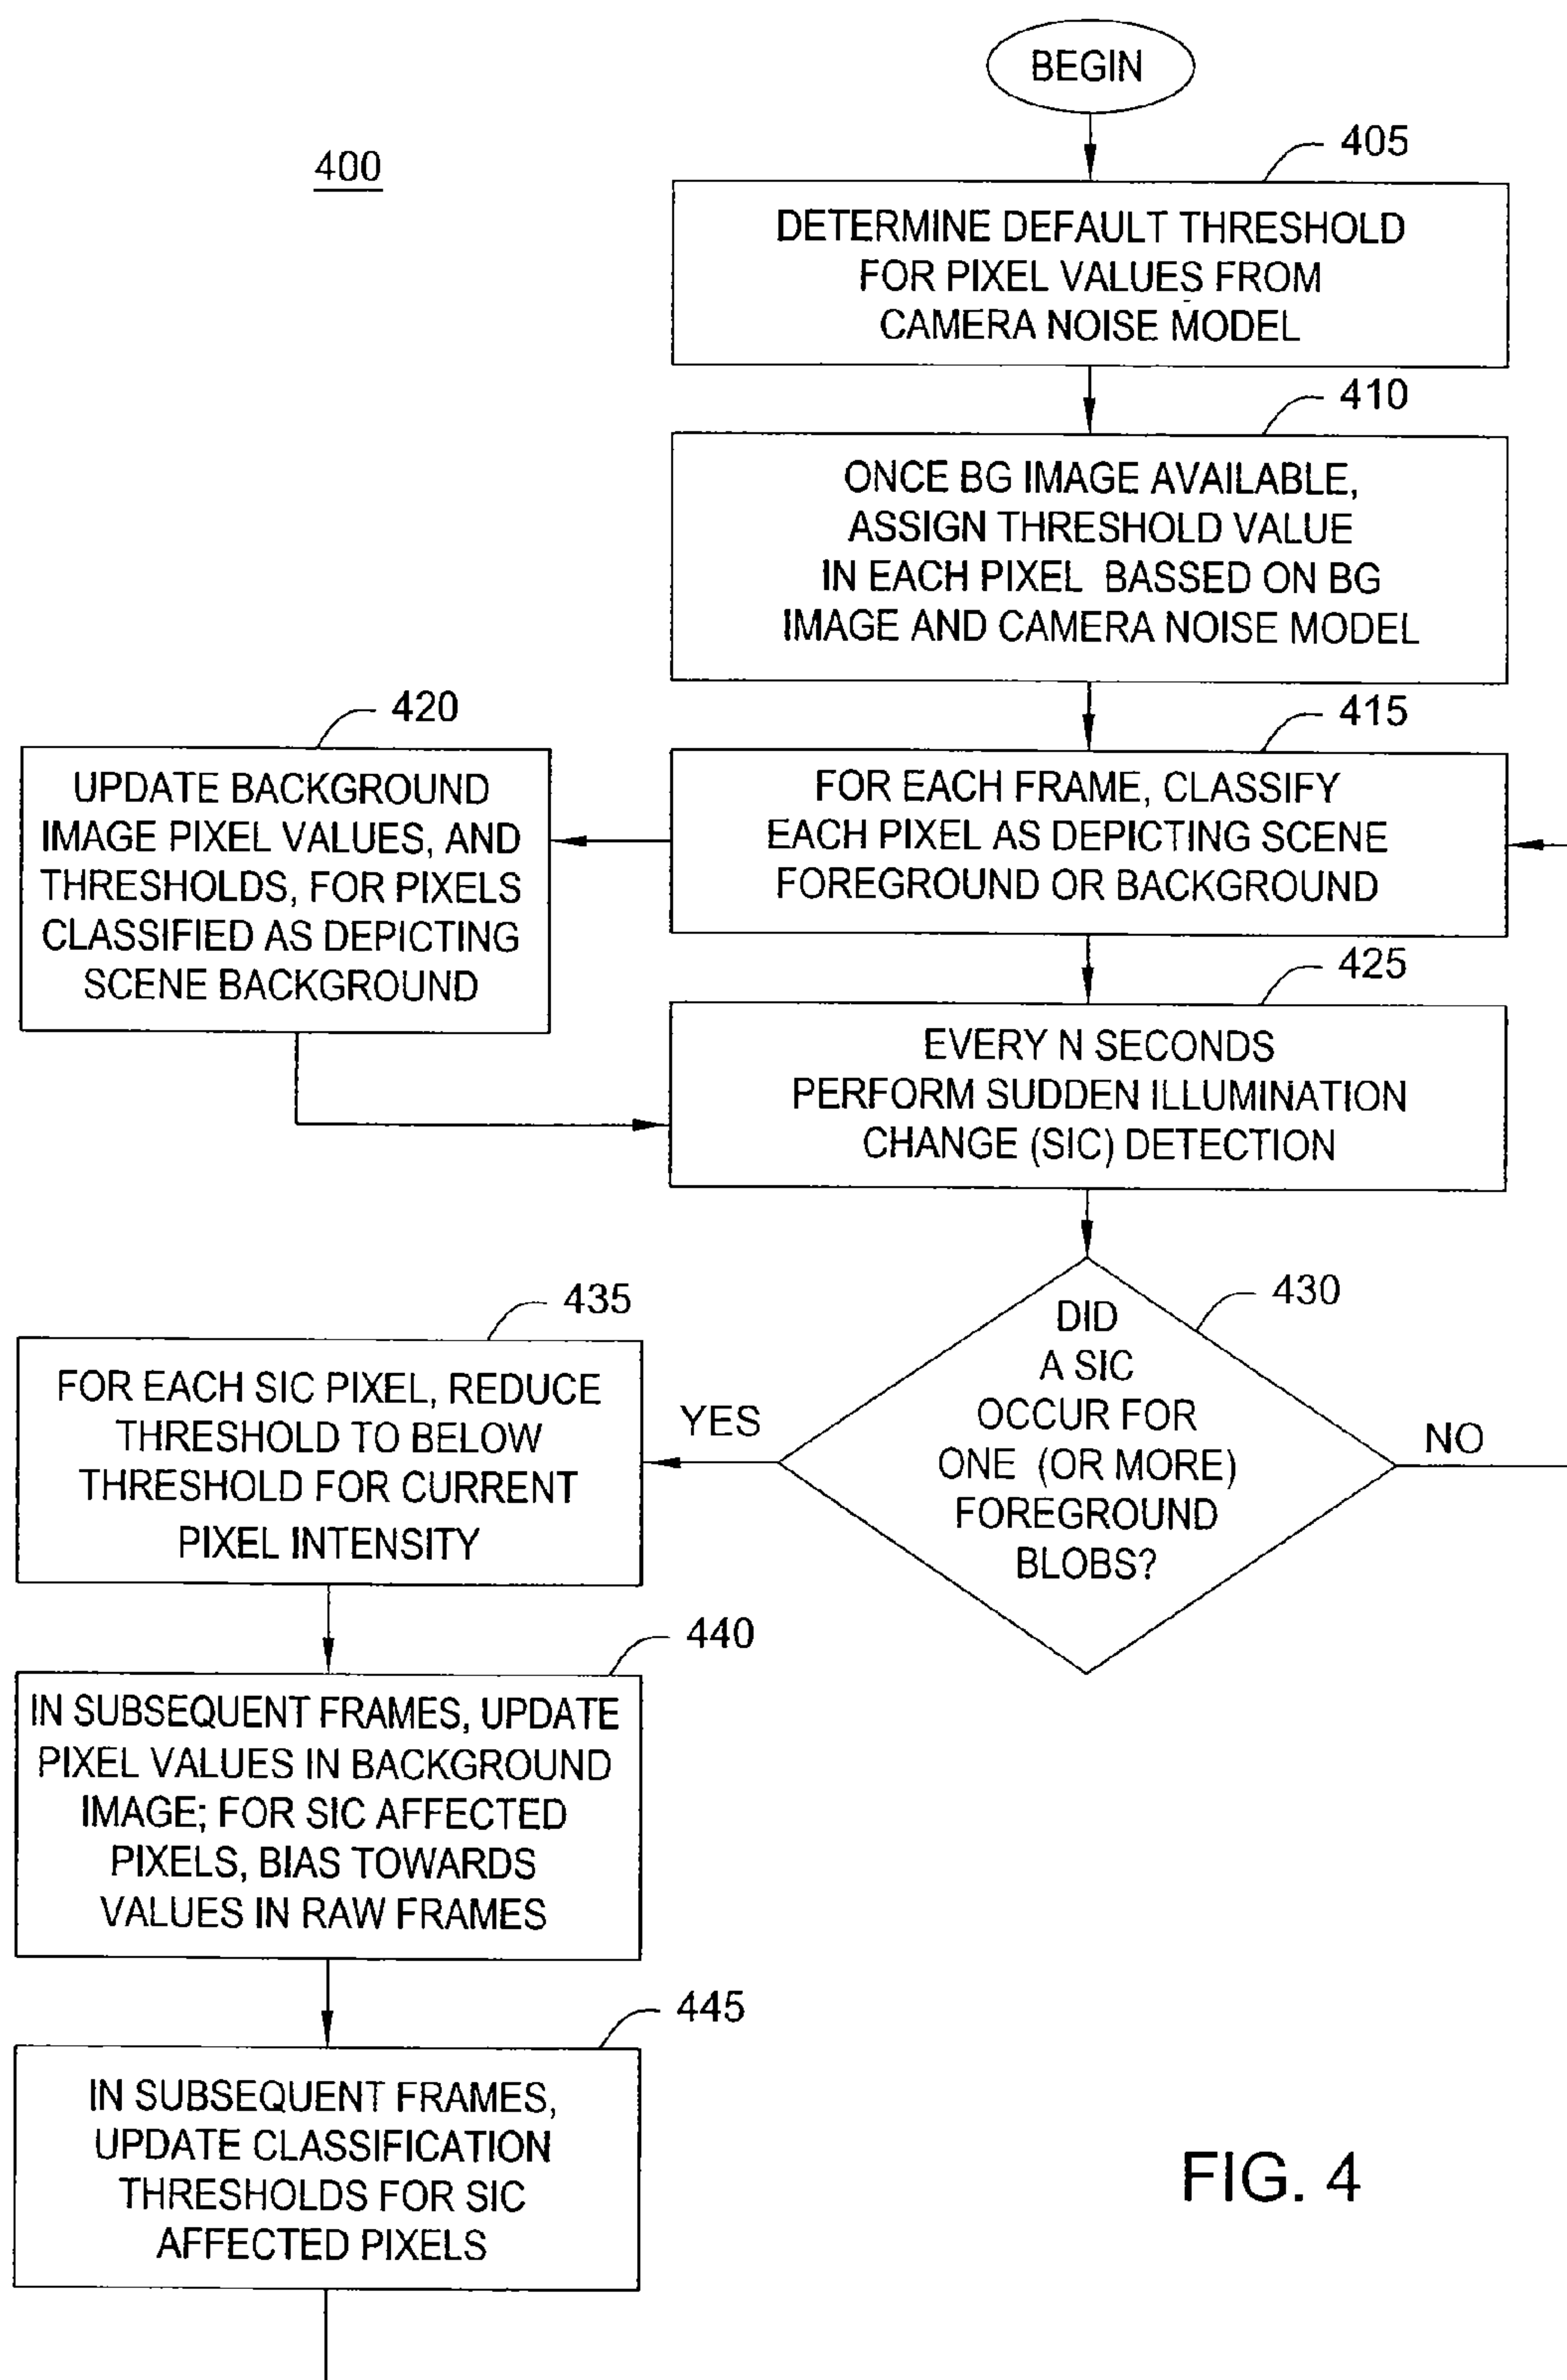 BEGIN
400
405
DETERMINE DEFAULT THRESHOLD
FOR PIXEL VALUES FROM
CAMERA NOISE MODEL
410
ONCE BG IMAGE AVAILABLE,
ASSIGN THRESHOLD VALUE
IN EACH PIXEL BASSED ON BG
IMAGE AND CAMERA NOISE MODEL
415
FOR EACH FRAME, CLASSIFY
EACH PIXEL AS DEPICTING SCENE
FOREGROUND OR BACKGROUND
420
UPDATE BACKGROUND
IMAGE PIXEL VALUES, AND
THRESHOLDS, FOR PIXELS
CLASSIFIED AS DEPICTING
SCENE BACKGROUND
425
EVERY N SECONDS
PERFORM SUDDEN ILLUMINATION
CHANGE (SIC) DETECTION
430
DID
A SIC
OCCUR FOR
ONE (OR MORE)
FOREGROUND
BLOBS?
YES
NO
435
FOR EACH SIC PIXEL, REDUCE
THRESHOLD TO BELOW
THRESHOLD FOR CURRENT
PIXEL INTENSITY
440
IN SUBSEQUENT FRAMES, UPDATE
PIXEL VALUES IN BACKGROUND
IMAGE; FOR SIC AFFECTED
PIXELS, BIAS TOWARDS
VALUES IN RAW FRAMES
445
IN SUBSEQUENT FRAMES,
UPDATE CLASSIFICATION
THRESHOLDS FOR SIC
AFFECTED PIXELS
FIG. 4